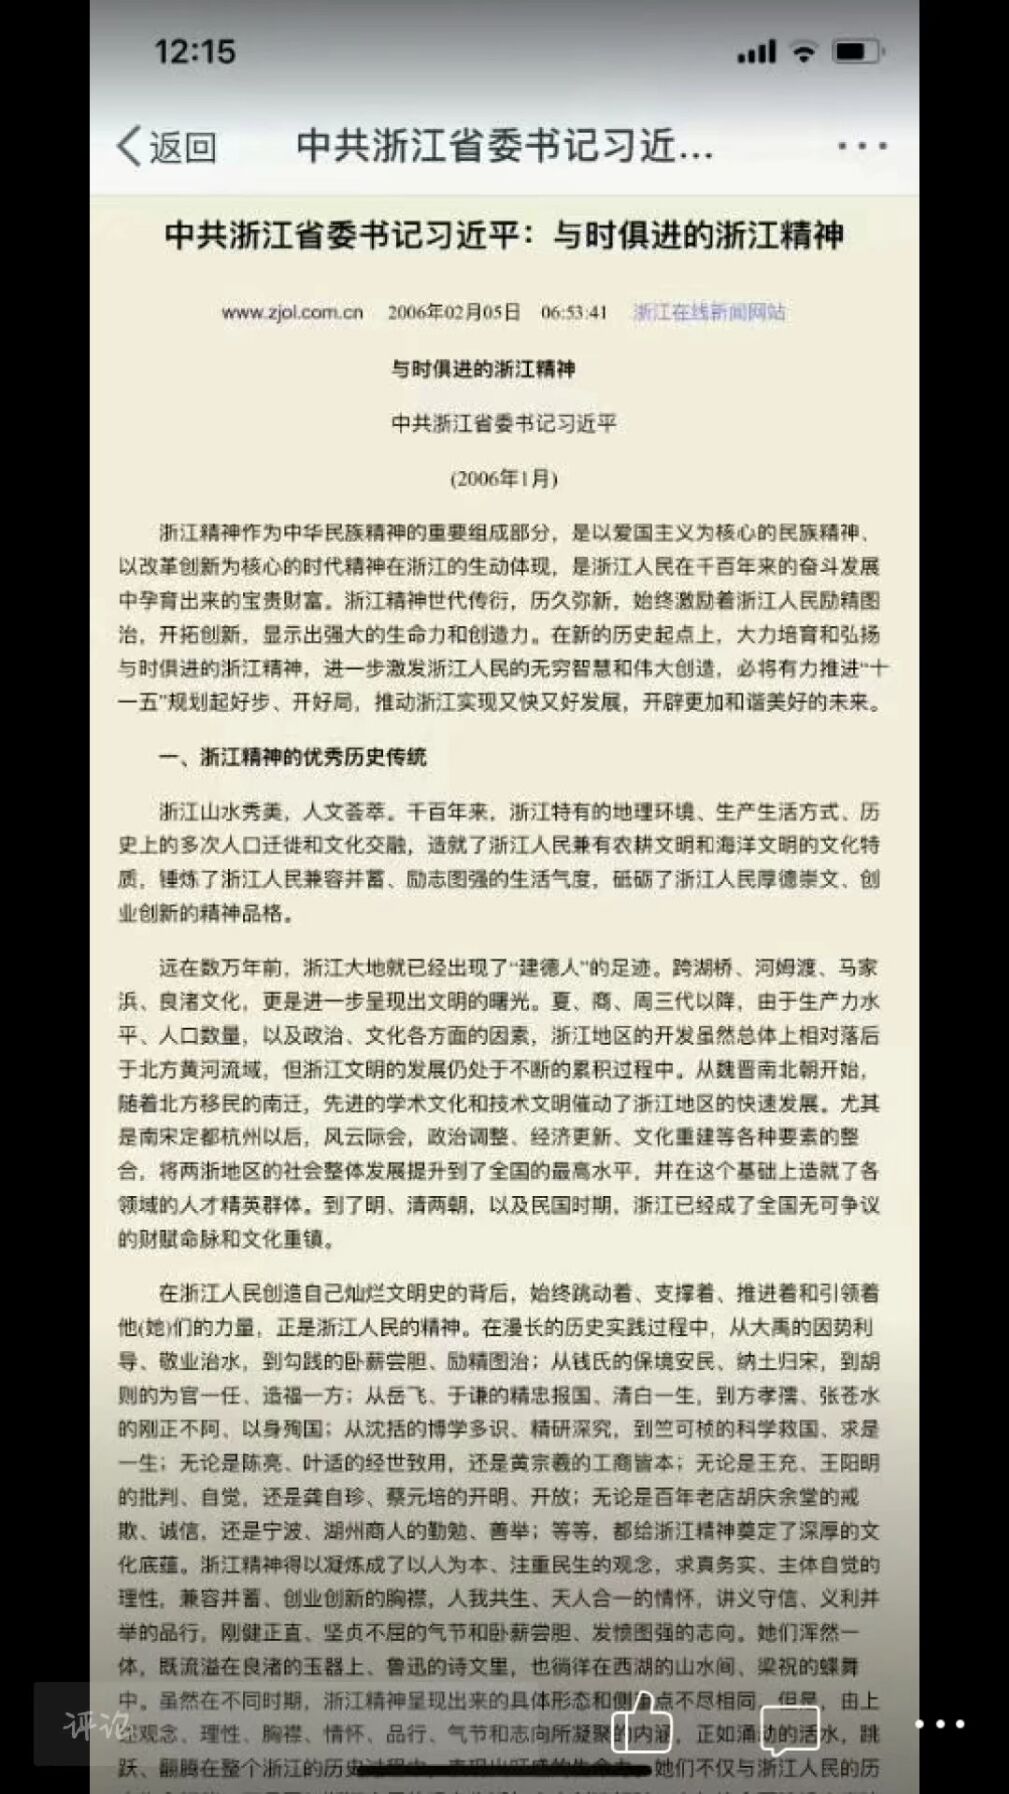 12:15
返回
中共浙江省委书记习近...
中共浙江省委书记习近平：与时俱进的浙江精神
www.zjol.com.cn 2006年02月05日 06:53:41 浙江在线新闻网站
与时俱进的浙江精神
中共浙江省委书记习近平
(2006年1月)
浙江精神作为中华民族精神的重要组成部分，是以爱国主义为核心的民族精神、
以改革创新为核心的时代精神在浙江的生动体现，是浙江人民在千百年来的奋斗发展
中孕育出来的宝贵财富。浙江精神世代传衍，历久弥新，始终激励着浙江人民励精图
治，开拓创新，显示出强大的生命力和创造力。在新的历史起点上，大力培育和弘扬
与时俱进的浙江精神，进一步激发浙江人民的无穷智慧和伟大创造，必将有力推进“十
一五”规划起好步、开好局，推动浙江实现又快又好发展，开辟更加和谐美好的未来。
一、浙江精神的优秀历史传统
浙江山水秀美，人文荟萃。千百年来，浙江特有的地理环境、生产生活方式、历
史上的多次人口迁徙和文化交融，造就了浙江人民兼有农耕文明和海洋文明的文化特
质，锤炼了浙江人民兼容并蓄、励志图强的生活气度，砥砺了浙江人民厚德崇文、创
业创新的精神品格。
远在数万年前，浙江大地就已经出现了“建德人”的足迹。跨湖桥、河姆渡、马家
浜、良渚文化，更是进一步呈现出文明的曙光。夏、商、周三代以降，由于生产力水
平、人口数量，以及政治、文化各方面的因素，浙江地区的开发虽然总体上相对落后
于北方黄河流域，但浙江文明的发展仍处于不断的累积过程中。从魏晋南北朝开始，
随着北方移民的南迁，先进的学术文化和技术文明催动了浙江地区的快速发展。尤其
是南宋定都杭州以后，风云际会，政治调整、经济更新、文化重建等各种要素的整
合，将两浙地区的社会整体发展提升到了全国的最高水平，并在这个基础上造就了各
领域的人才精英群体。到了明、清两朝，以及民国时期，浙江已经成了全国无可争议
的财赋命脉和文化重镇。
在浙江人民创造自己灿烂文明史的背后，始终跳动着、支撑着、推进着和引领着
他(她)们的力量，正是浙江人民的精神。在漫长的历史实践过程中，从大禹的因势利
导、敬业治水，到勾践的卧薪尝胆、励精图治；从钱氏的保境安民、纳土归宋，到胡
则的为官一任、造福一方；从岳飞、于谦的精忠报国、清白一生，到方孝孺、张苍水
的刚正不阿、以身殉国；从沈括的博学多识、精研深究，到竺可桢的科学救国、求是
一生；无论是陈亮、叶适的经世致用，还是黄宗羲的工商皆本；无论是王充、王阳明
的批判、自觉，还是龚自珍、蔡元培的开明、开放；无论是百年老店胡庆余堂的戒
欺、诚信，还是宁波、湖州商人的勤勉、善举；等等，都给浙江精神奠定了深厚的文
化底蕴。浙江精神得以凝炼成了以人为本、注重民生的观念，求真务实、主体自觉的
理性，兼容并蓄、创业创新的胸襟，人我共生、天人合一的情怀，讲义守信、义利并
举的品行，刚健正直、坚贞不屈的气节和卧薪尝胆、发愤图强的志向。她们浑然一
体，既流溢在良渚的玉器上、鲁迅的诗文里，也徜徉在西湖的山水间、梁祝的蝶舞
中。虽然在不同时期，浙江精神呈现出来的具体形态和侧重点不尽相同，但是，由上
述观念、理性、胸襟、情怀、品行、气节和志向所凝聚的内涵，正如涌动的活水，跳
评论
跃、翻腾在整个浙江的历史过程中，她们不仅与浙江人民的历